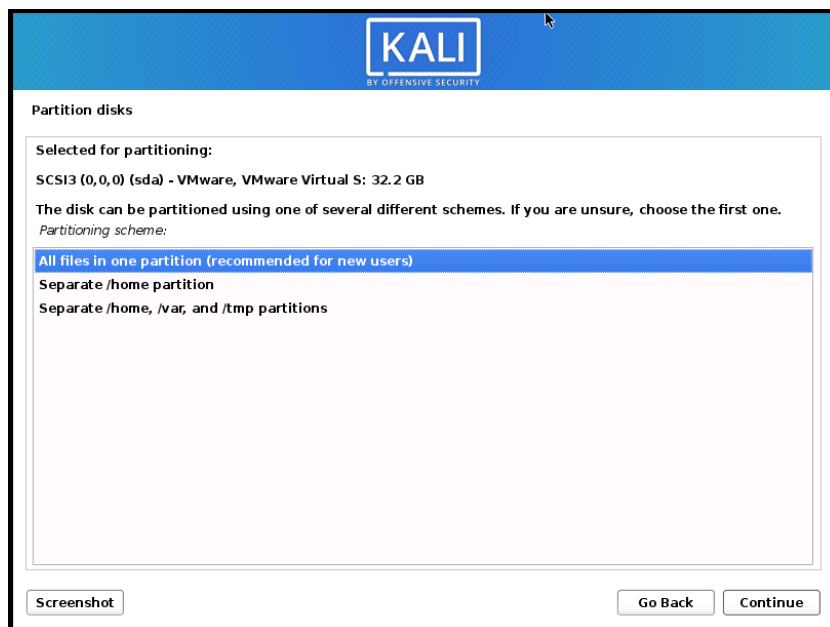 KALI
BY OFFENSIVE SECURITY
Partition disks
Selected for partitioning:
SCSI3 (0,0,0) (sda) - VMware, VMware Virtual S: 32.2 GB
The disk can be partitioned using one of several different schemes. If you are unsure, choose the first one.
Partitioning scheme:
All files in one partition (recommended for new users)
Separate /home partition
Separate /home, /var, and /tmp partitions
Screenshot
Go Back
Continue